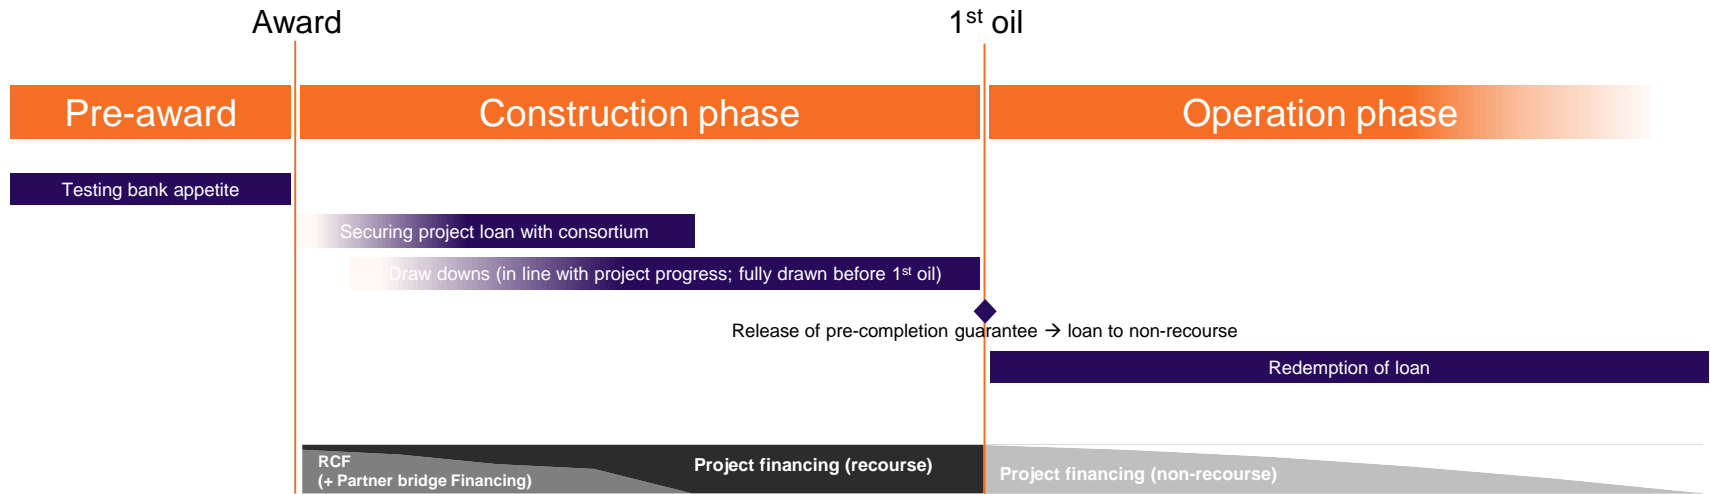 Award
1st oil
Pre-award
Construction phase
Operation phase
Testing bank appetite
Securing project loan with consortium
Draw downs (in line with project progress; fully drawn before 1st oil)
Release of pre-completion guarantee → loan to non-recourse
Redemption of loan
RCF
(+ Partner bridge Financing)
Project financing (recourse)
Project financing (non-recourse)